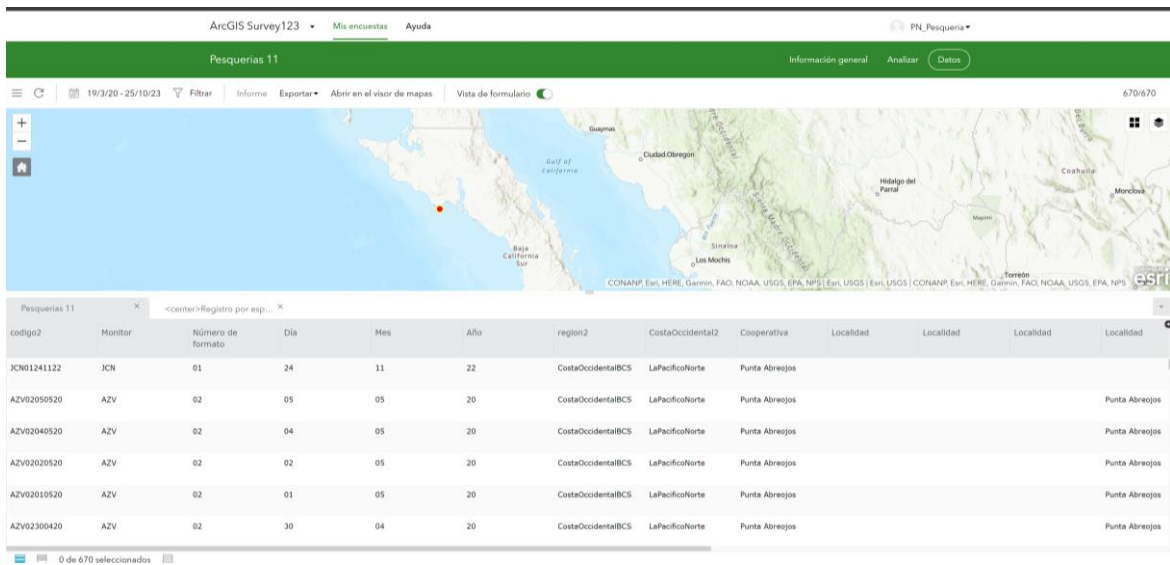 ArcGIS Survey123 Mis encuestas Ayuda PN_Pesqueria
Pesquerias 11 Información general Analizar Datos
19/3/20 - 25/10/23 Filtrar Informe Exportar Abrir en el visor de mapas Vista de formulario 670/670
Guaymas
Ciudad Obregon
Gulf of
California
Hidalgo del
Parral
Coahuila
Monclova
Mapimi
Sierra Madre Occidental
Baja
California
Sur
Sinaloa
Los Mochis
Torreón
CONANP, Esri, HERE, Garmin, FAO, NOAA, USGS, EPA, NPS | Esri, USGS | Esri, USGS | CONANP, Esri, HERE, Garmin, FAO, NOAA, USGS, EPA, NPS
esri
Pesquerias 11 × <center>Registro por esp... ×
codigo2 Monitor Número de formato Día Mes Año region2 CostaOccidental2 Cooperativa Localidad Localidad Localidad Localidad
JCN01241122 JCN 01 24 11 22 CostaOccidentalBCS LaPacificoNorte Punta Abreojos
AZV02050520 AZV 02 05 05 20 CostaOccidentalBCS LaPacificoNorte Punta Abreojos Punta Abreojos
AZV02040520 AZV 02 04 05 20 CostaOccidentalBCS LaPacificoNorte Punta Abreojos Punta Abreojos
AZV02020520 AZV 02 02 05 20 CostaOccidentalBCS LaPacificoNorte Punta Abreojos Punta Abreojos
AZV02010520 AZV 02 01 05 20 CostaOccidentalBCS LaPacificoNorte Punta Abreojos Punta Abreojos
AZV02300420 AZV 02 30 04 20 CostaOccidentalBCS LaPacificoNorte Punta Abreojos Punta Abreojos
0 de 670 seleccionados